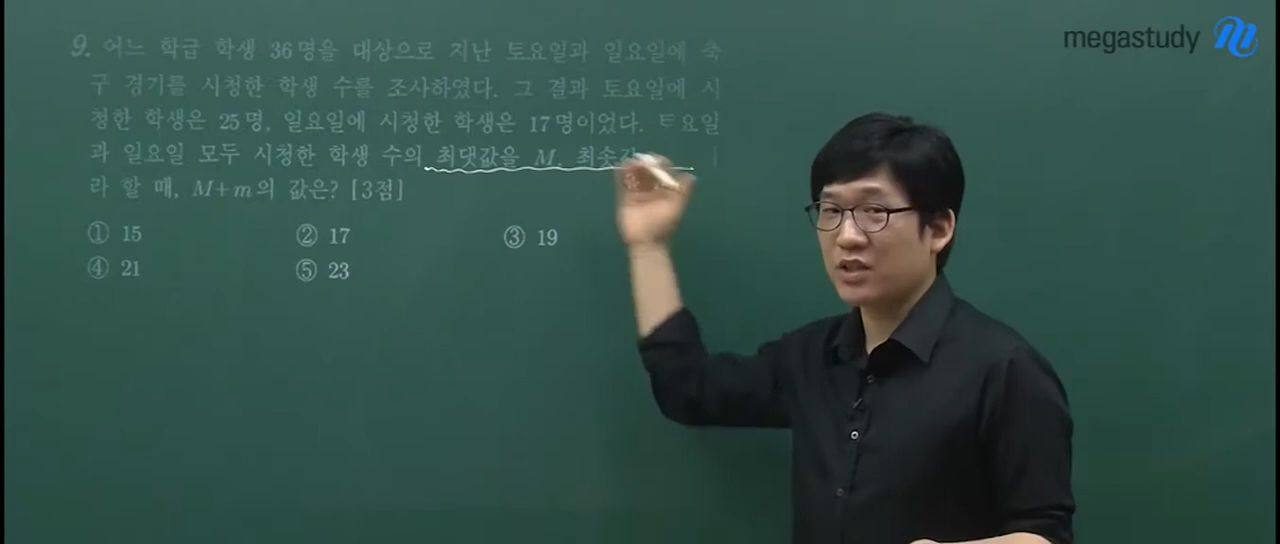 megastudy
9. 어느 학급 학생 36명을 대상으로 지난 토요일과 일요일에 축
구 경기를 시청한 학생 수를 조사하였다. 그 결과 토요일에 시
청한 학생은 25명, 일요일에 시청한 학생은 17명이었다. 토요일
과 일요일 모두 시청한 학생 수의 최댓값을 M, 최솟값
라 할 때, M+m의 값은? [3점]
① 15 ② 17 ③ 19
④ 21 ⑤ 23